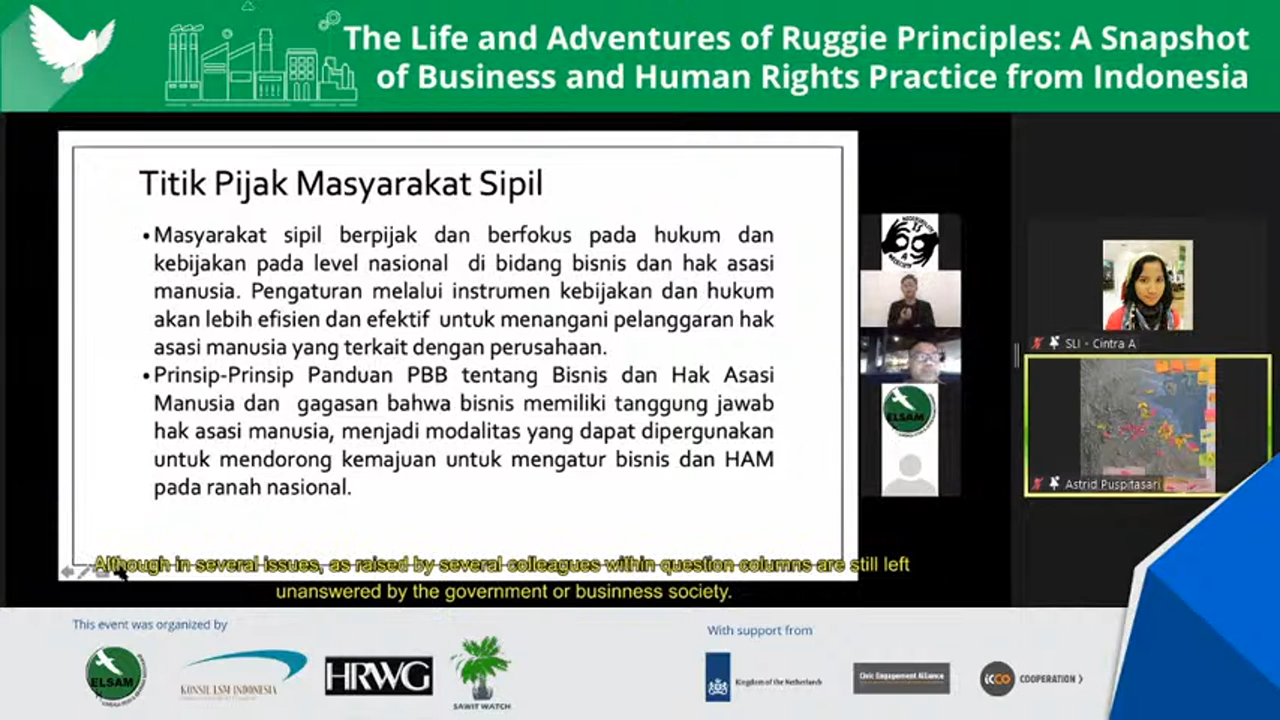 The Life and Adventures of Ruggie Principles: A Snapshot
of Business and Human Rights Practice from Indonesia
Titik Pijak Masyarakat Sipil
•Masyarakat sipil berpijak dan berfokus pada hukum dan
kebijakan pada level nasional di bidang bisnis dan hak asasi
manusia. Pengaturan melalui instrumen kebijakan dan hukum
akan lebih efisien dan efektif untuk menangani pelanggaran hak
asasi manusia yang terkait dengan perusahaan.
•Prinsip-Prinsip Panduan PBB tentang Bisnis dan Hak Asasi
Manusia dan gagasan bahwa bisnis memiliki tanggung jawab
hak asasi manusia, menjadi modalitas yang dapat dipergunakan
untuk mendorong kemajuan untuk mengatur bisnis dan HAM
pada ranah nasional.
IS
A
ELSAM
SLI - Cintra A
Astrid Puspitasari
Although in several issues, as raised by several colleagues within question columns are still left
unanswered by the government or businness society.
This event was organized by
ELSAM
KONSIL LSM INDONESIA
HRWG
SAWIT WATCH
With support from
Kingdom of the Netherlands
Civic Engagement Alliance
icco
COOPERATION